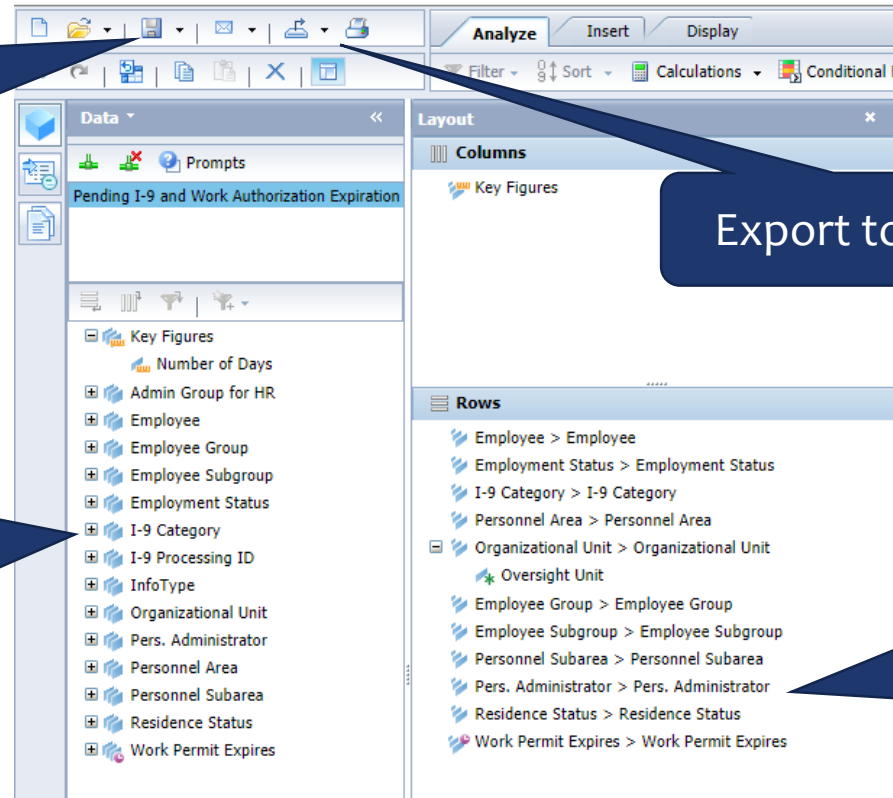 Analyze
Insert
Display
Filter
Sort
Calculations
Conditional
Data
Layout
Prompts
Columns
Pending I-9 and Work Authorization Expiration
Key Figures
Export to
Key Figures
Number of Days
Admin Group for HR
Employee
Employee Group
Employee Subgroup
Employment Status
I-9 Category
I-9 Processing ID
InfoType
Organizational Unit
Pers. Administrator
Personnel Area
Personnel Subarea
Residence Status
Work Permit Expires
Rows
Employee > Employee
Employment Status > Employment Status
I-9 Category > I-9 Category
Personnel Area > Personnel Area
Organizational Unit > Organizational Unit
Oversight Unit
Employee Group > Employee Group
Employee Subgroup > Employee Subgroup
Personnel Subarea > Personnel Subarea
Pers. Administrator > Pers. Administrator
Residence Status > Residence Status
Work Permit Expires > Work Permit Expires